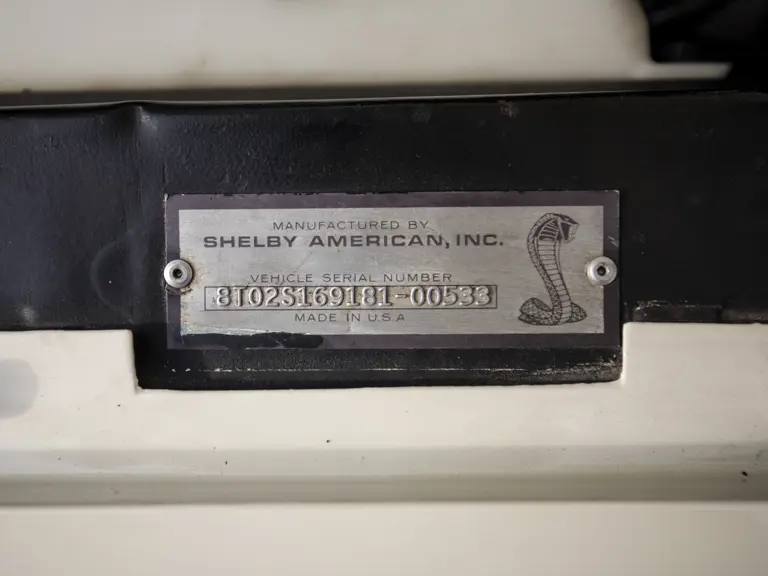 MANUFACTURED BY
SHELBY AMERICAN, INC.
VEHICLE SERIAL NUMBER
8T02S169181-00533
MADE IN U.S.A